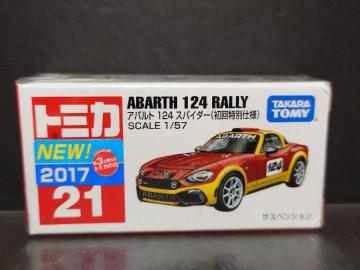 トミカ
ABARTH 124 RALLY
アバルト 124 スパイダー(初回特別仕様)
SCALE 1/57
TAKARA
TOMY
NEW!
2017
21
124
ABARTH
サスペンション